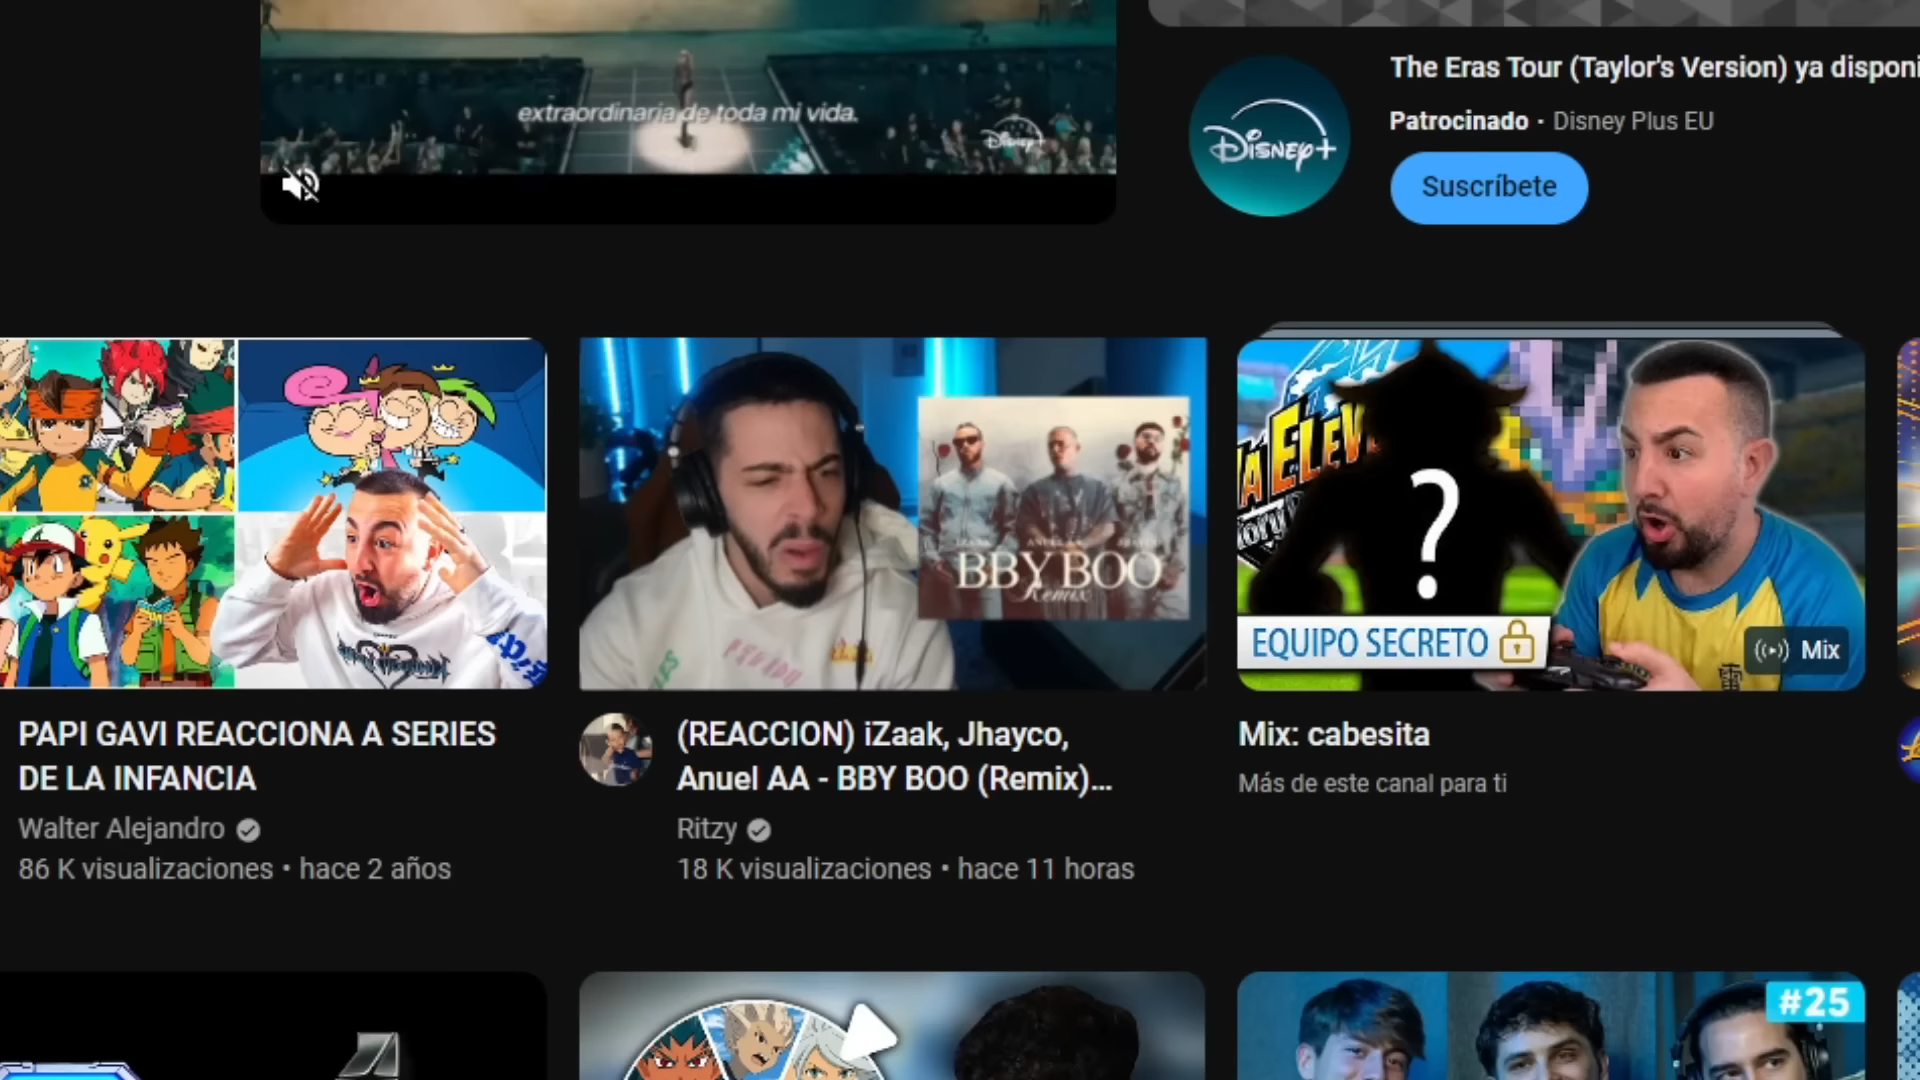 extraordinaria de toda mi vida.
Disney+
Disney+
The Eras Tour (Taylor's Version) ya disponi
Patrocinado · Disney Plus EU
Suscríbete
PAPI GAVI REACCIONA A SERIES
DE LA INFANCIA
Walter Alejandro
86 K visualizaciones • hace 2 años
BBY BOO
Remix
(REACCION) iZaak, Jhayco,
Anuel AA - BBY BOO (Remix)...
Ritzy
18 K visualizaciones • hace 11 horas
ELEV
?
EQUIPO SECRETO
Mix
Mix: cabesita
Más de este canal para ti
#25